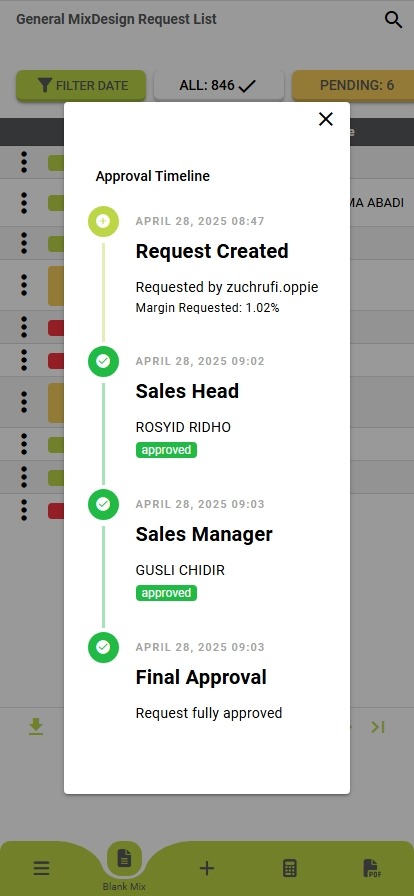 General MixDesign Request List
FILTER DATE
ALL: 846
PENDING: 6
e
Approval Timeline
MA ABADI
APRIL 28, 2025 08:47
Request Created
Requested by zuchrufi.oppie
Margin Requested: 1.02%
APRIL 28, 2025 09:02
Sales Head
ROSYID RIDHO
approved
APRIL 28, 2025 09:03
Sales Manager
GUSLI CHIDIR
approved
APRIL 28, 2025 09:03
Final Approval
Request fully approved
PDF
Blank Mix